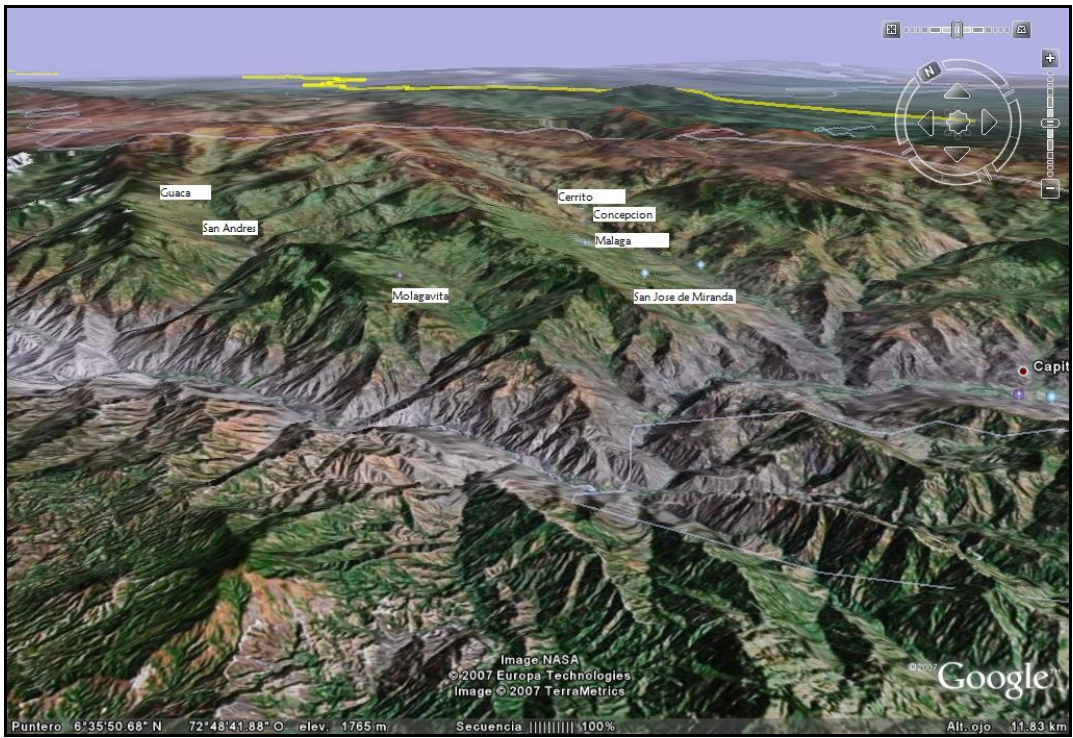 N
Guaca
Cerrito
San Andres
Concepcion
Malaga
Molagavita
San Jose de Miranda
Capit
Image NASA
© 2007 Europa Technologies
Image © 2007 TerraMetrics
©2007 Google™
Puntero 6°35'50.68" N 72°48'41.88" O elev. 1765 m Secuencia |||||||||| 100% Alt. ojo 11.83 km